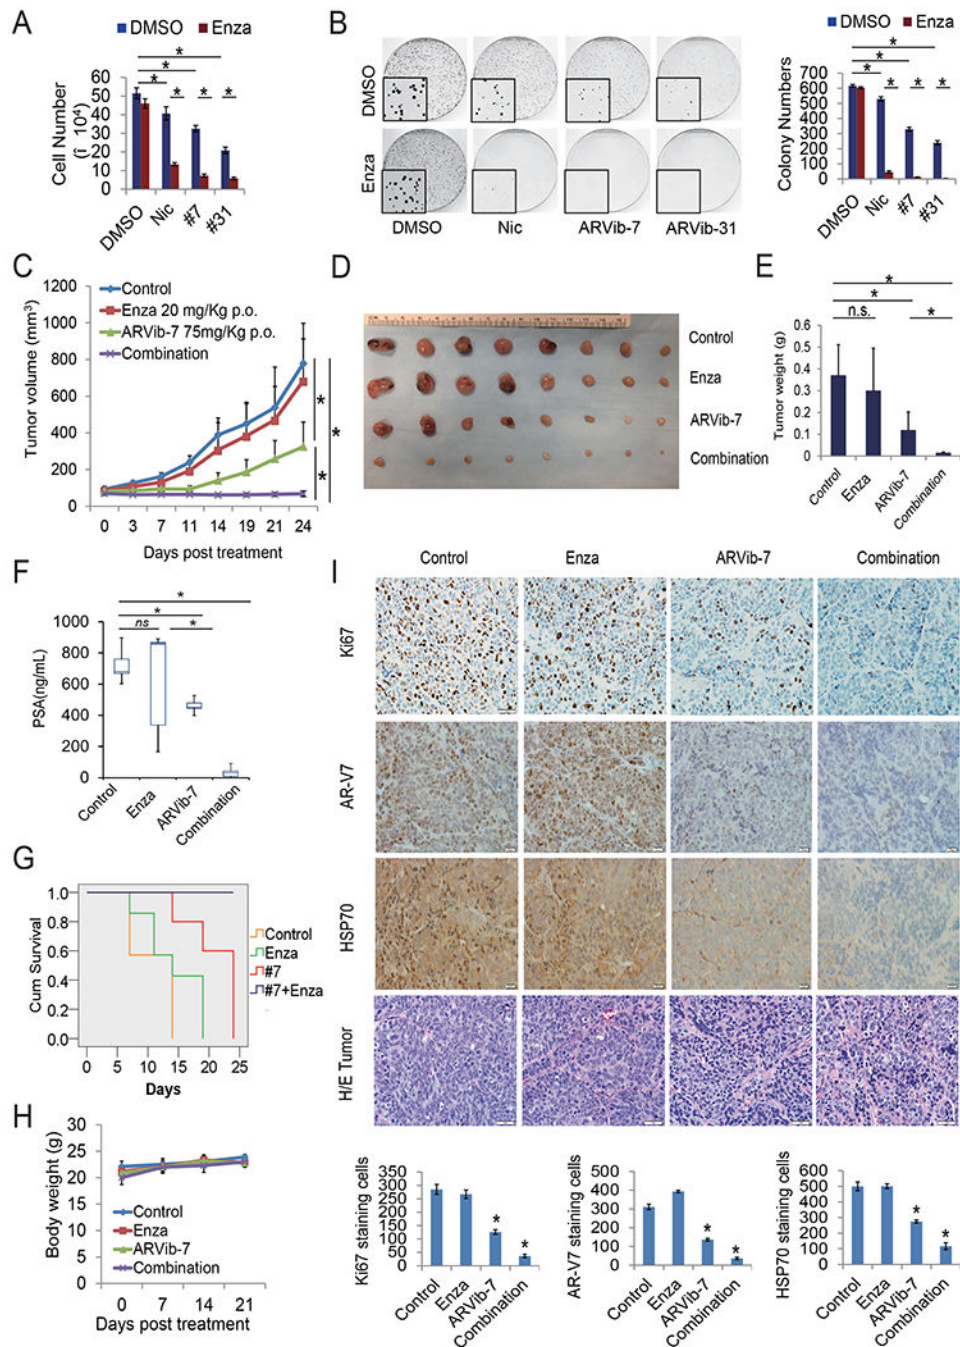 A
DMSO Enza
*
*
*
* * *
Cell Number
(î 10⁴)
60
50
40
30
20
10
0
DMSO
Nic
#7
#31
B
DMSO
Enza
DMSO Nic ARVib-7 ARVib-31
DMSO
Enza
*
*
*
* * *
Colony Numbers
700
600
500
400
300
200
100
0
DMSO
Nic
#7
#31
C
Tumor volume (mm³)
1200
1000
800
600
400
200
0
Control
Enza 20 mg/Kg p.o.
ARVib-7 75mg/Kg p.o.
Combination
*
*
*
0 3 7 11 14 19 21 24
Days post treatment
D
Control
Enza
ARVib-7
Combination
E
*
*
n.s. *
Tumor weight (g)
0.6
0.5
0.4
0.3
0.2
0.1
0
Control
Enza
ARVib-7
Combination
F
*
*
ns *
PSA(ng/mL)
1000
800
600
400
200
0
Control
Enza
ARVib-7
Combination
G
Cum Survival
1.0
0.8
0.6
0.4
0.2
0.0
Control
Enza
#7
#7+Enza
0 5 10 15 20 25
Days
H
Body weight (g)
30
25
20
15
10
5
0
Control
Enza
ARVib-7
Combination
0 7 14 21
Days post treatment
I
Control Enza ARVib-7 Combination
Ki67
AR-V7
HSP70
H/E Tumor
Ki67 staining cells
350
300
250
200
150
100
50
0
*
*
Control
Enza
ARVib-7
Combination
AR-V7 staining cells
500
400
300
200
100
0
*
*
Control
Enza
ARVib-7
Combination
HSP70 staining cells
600
500
400
300
200
100
0
*
*
Control
Enza
ARVib-7
Combination